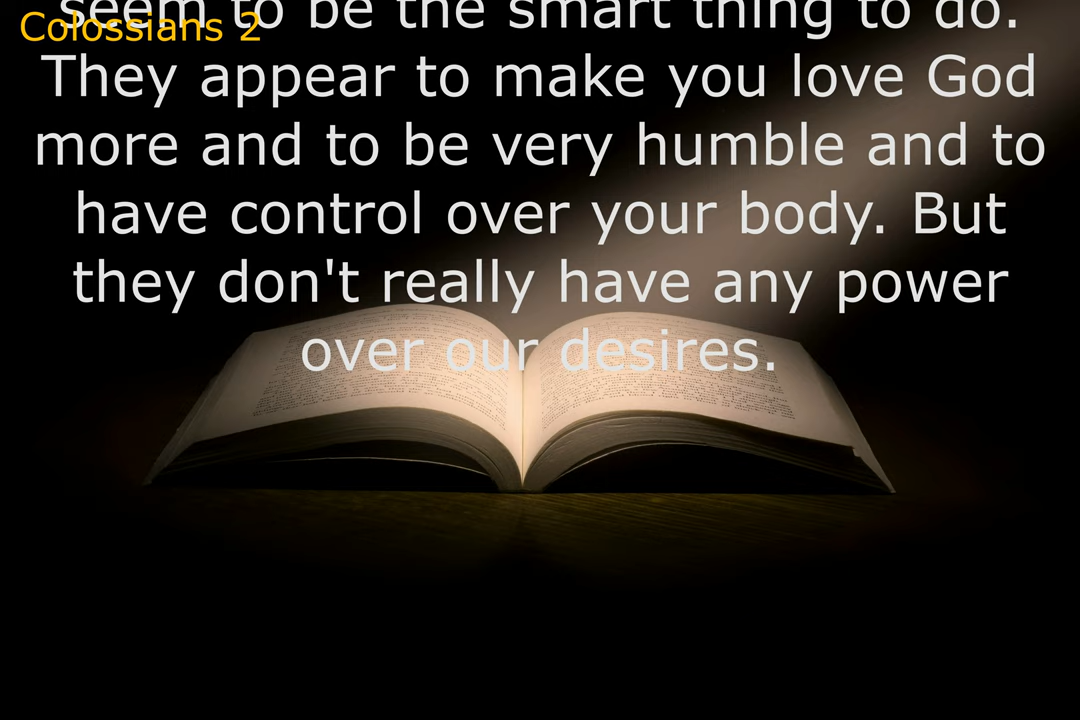 seem to be the smart thing to do.
Colossians 2
They appear to make you love God
more and to be very humble and to
have control over your body. But
they don't really have any power
over our desires.